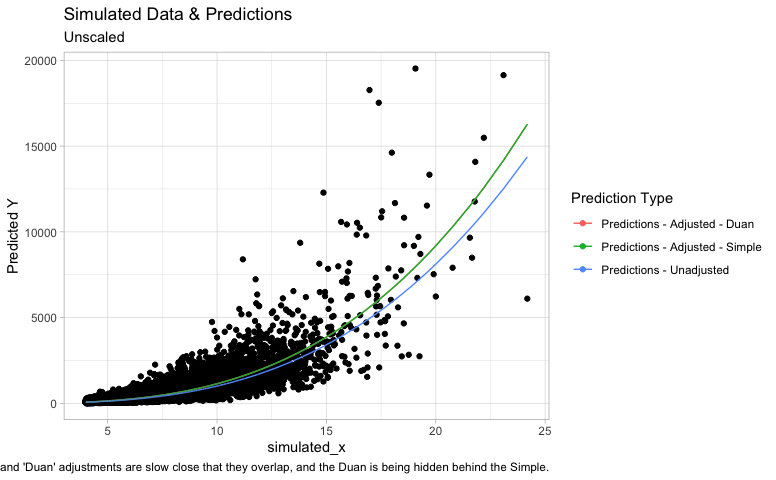 Simulated Data & Predictions
Unscaled
20000
15000
10000
5000
0
Predicted Y
5
10
15
20
25
simulated_x
Prediction Type
Predictions - Adjusted - Duan
Predictions - Adjusted - Simple
Predictions - Unadjusted
and 'Duan' adjustments are slow close that they overlap, and the Duan is being hidden behind the Simple.